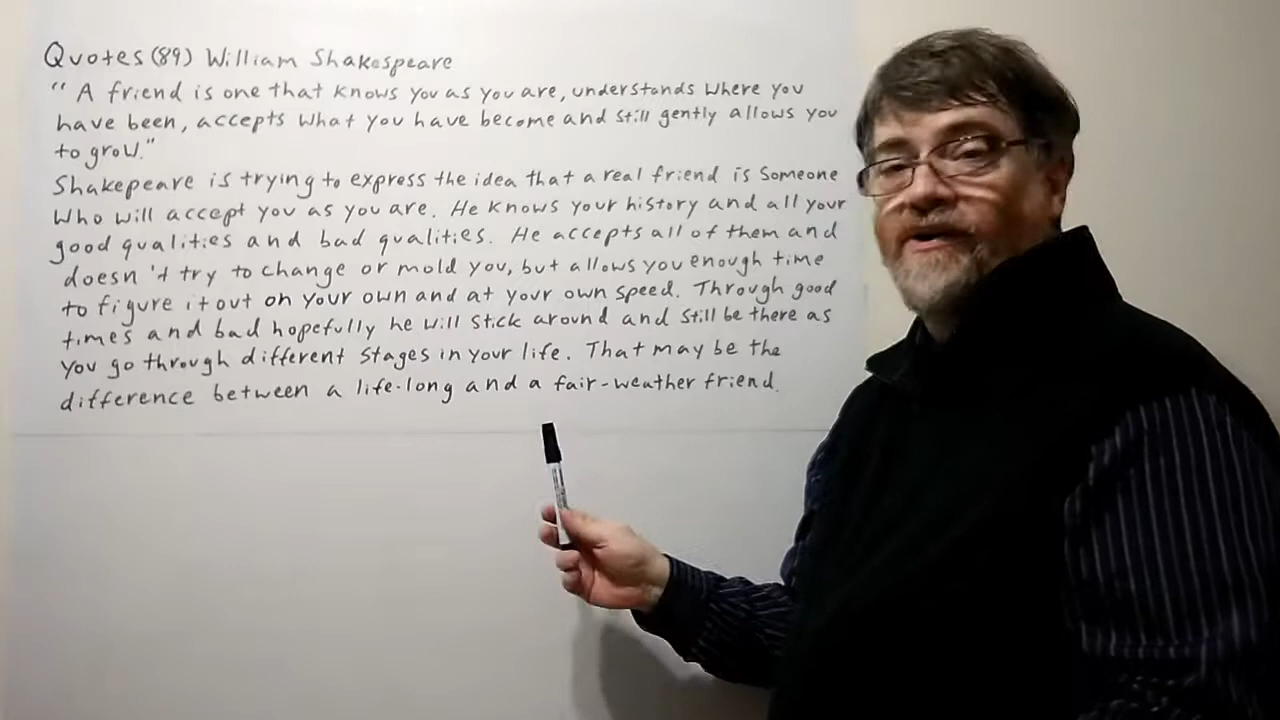 Quotes (89) William Shakespeare
" A friend is one that knows you as you are, understands where you
have been, accepts what you have become and still gently allows you
to grow."
Shakepeare is trying to express the idea that a real friend is someone
who will accept you as you are. He knows your history and all your
good qualities and bad qualities. He accepts all of them and
doesn't try to change or mold you, but allows you enough time
to figure it out on your own and at your own speed. Through good
times and bad hopefully he will stick around and still be there as
you go through different stages in your life. That may be the
difference between a life-long and a fair-weather friend.